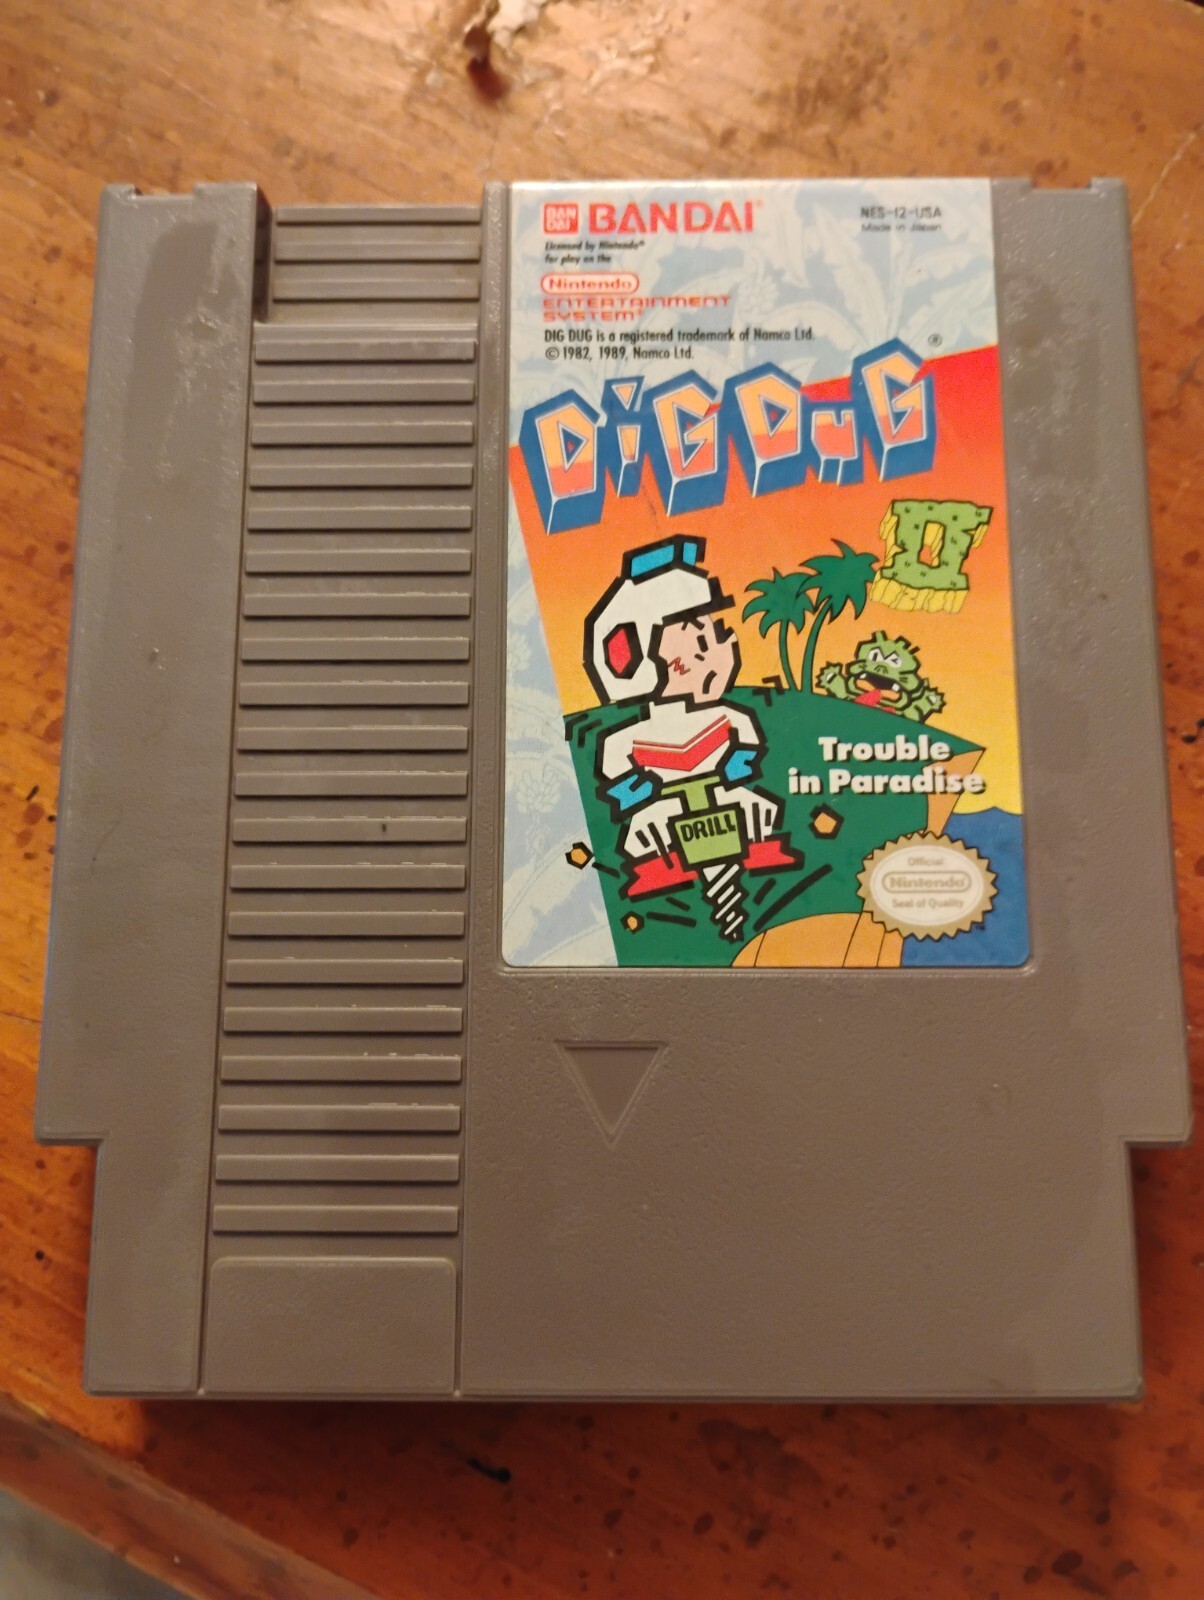 BAN
DAI
BANDAI®
NES-12-USA
Made in Japan
Licensed by Nintendo®
for play on the
Nintendo
ENTERTAINMENT
SYSTEM®
DIG DUG is a registered trademark of Namco Ltd.
© 1982, 1989, Namco Ltd.
DiG DuG®
II
Trouble
in Paradise
DRILL
Official
Nintendo
Seal of Quality